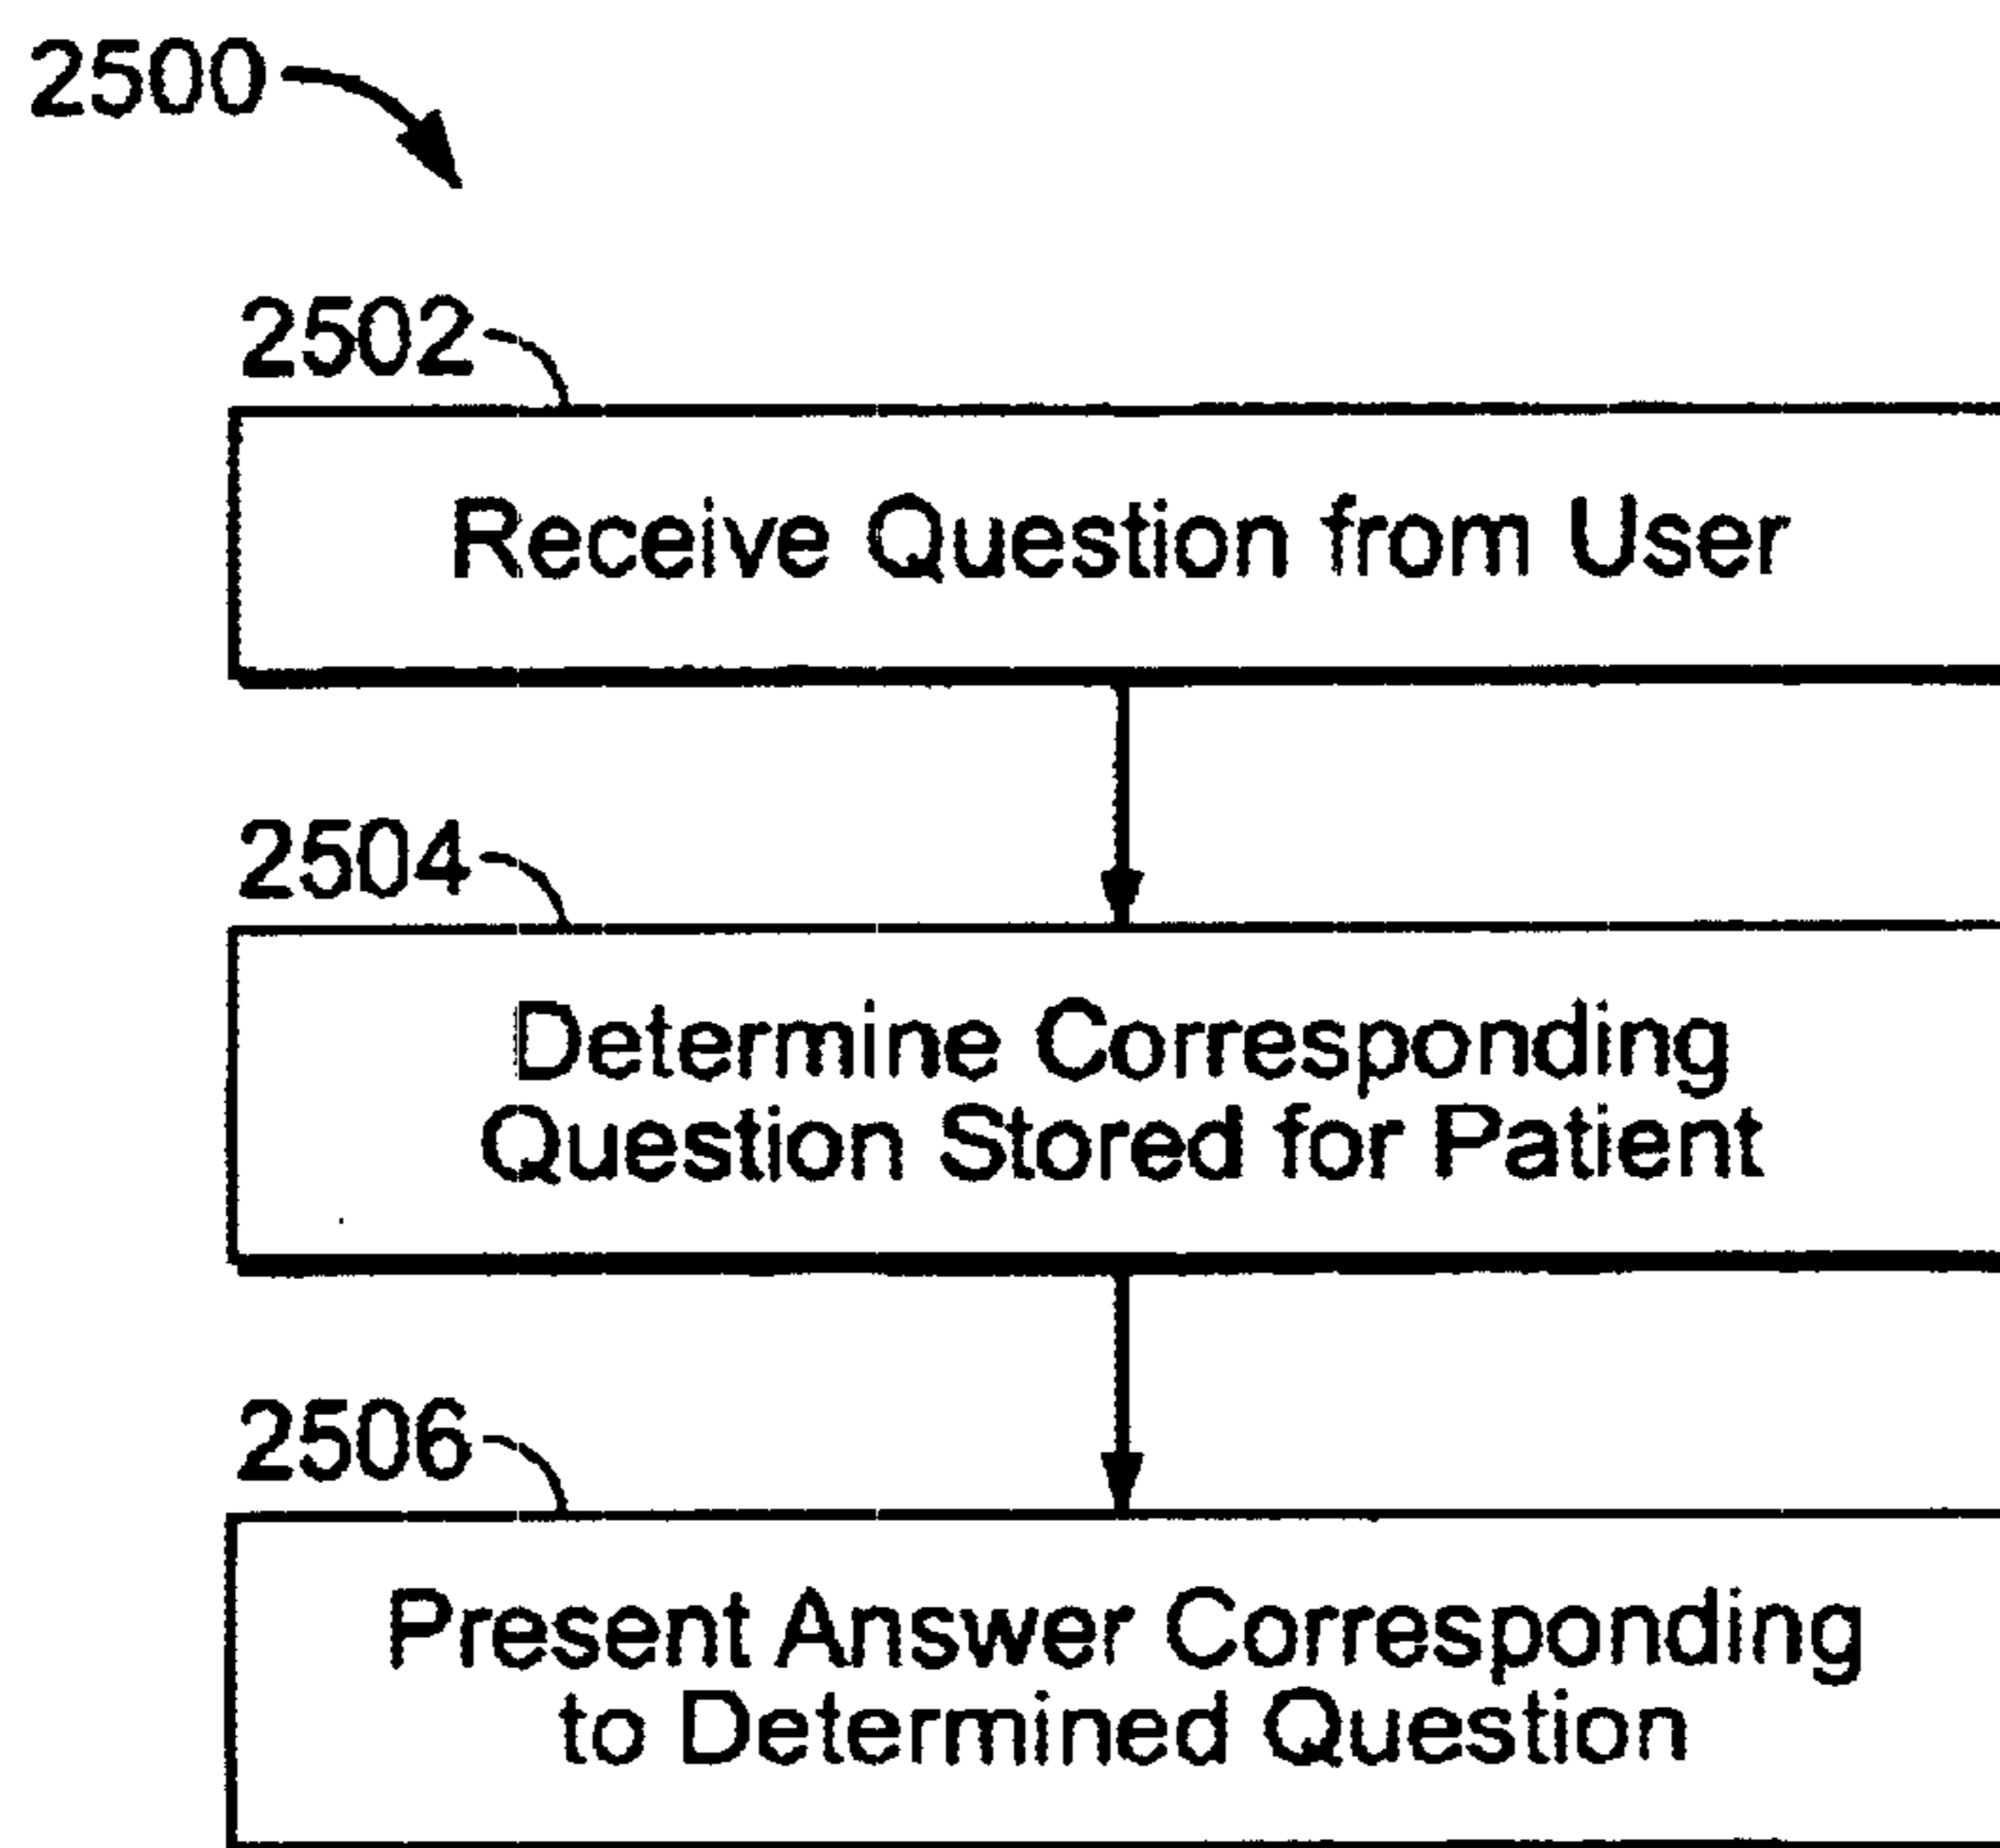 2500
2502
Receive Question from User
2504
Determine Corresponding
Question Stored for Patient
2506
Present Answer Corresponding
to Determined Question